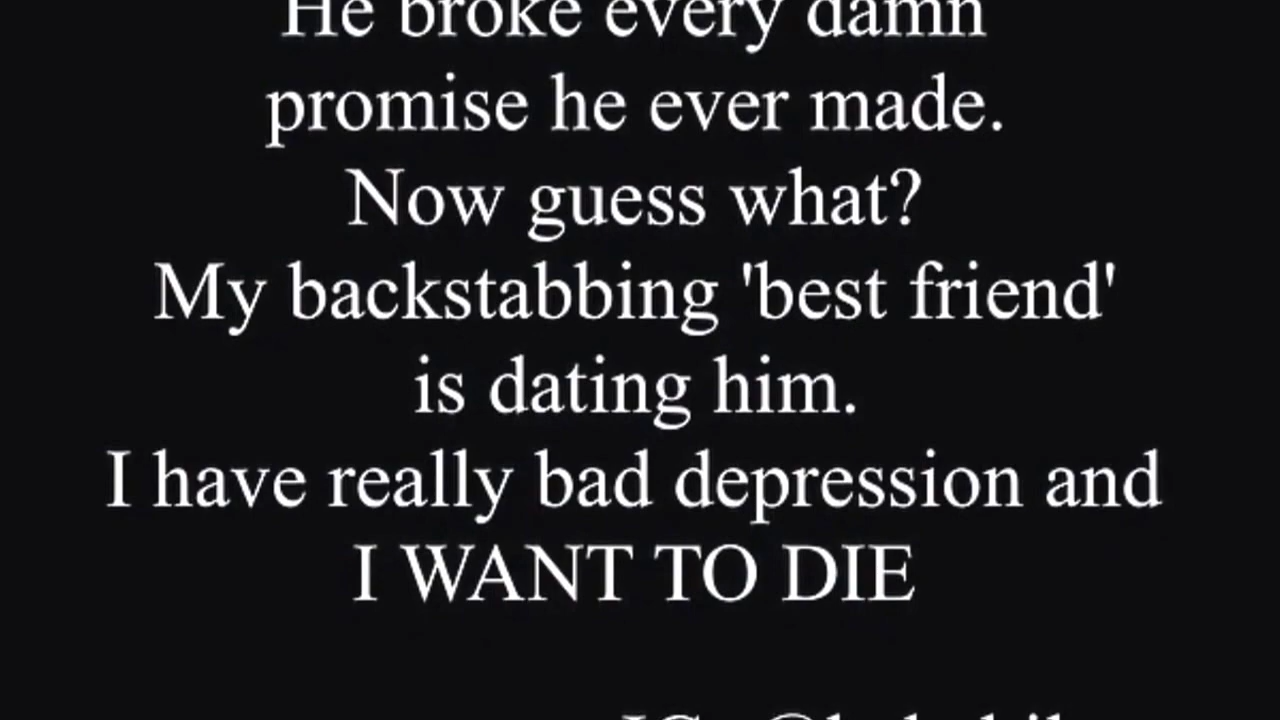 He broke every damn
promise he ever made.
Now guess what?
My backstabbing 'best friend'
is dating him.
I have really bad depression and
I WANT TO DIE